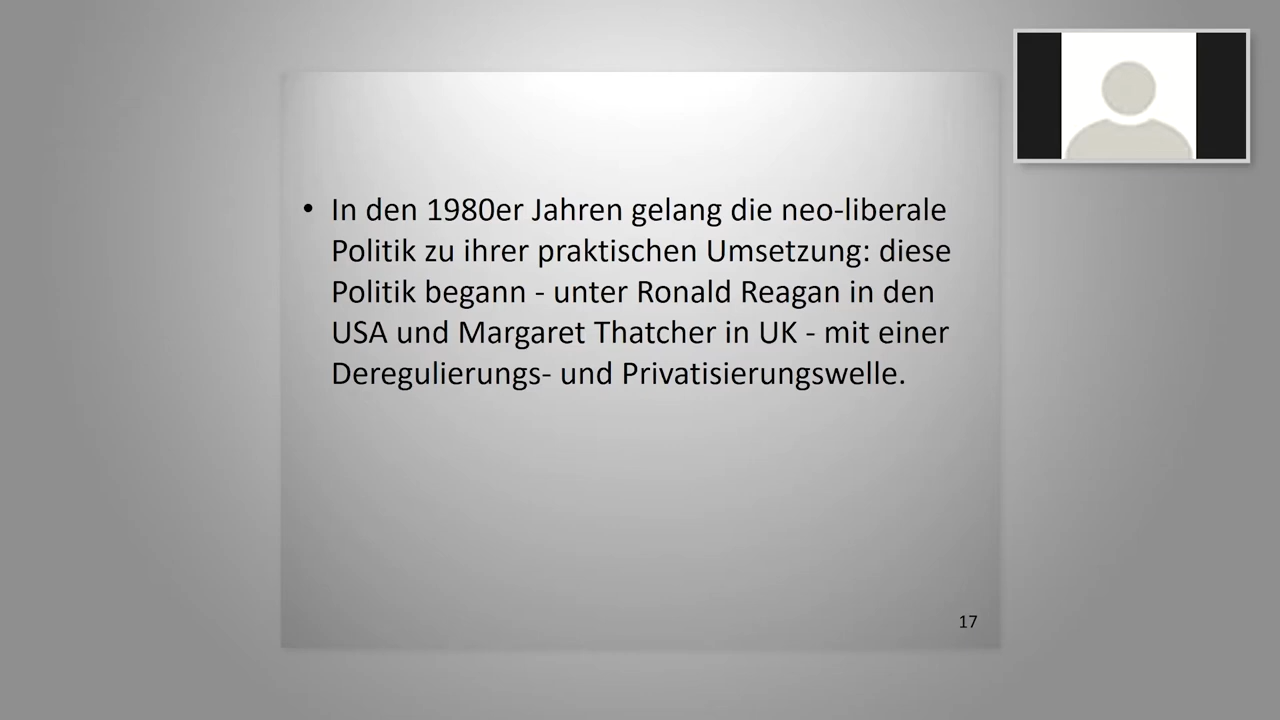 • In den 1980er Jahren gelang die neo-liberale
Politik zu ihrer praktischen Umsetzung: diese
Politik begann - unter Ronald Reagan in den
USA und Margaret Thatcher in UK - mit einer
Deregulierungs- und Privatisierungswelle.
17